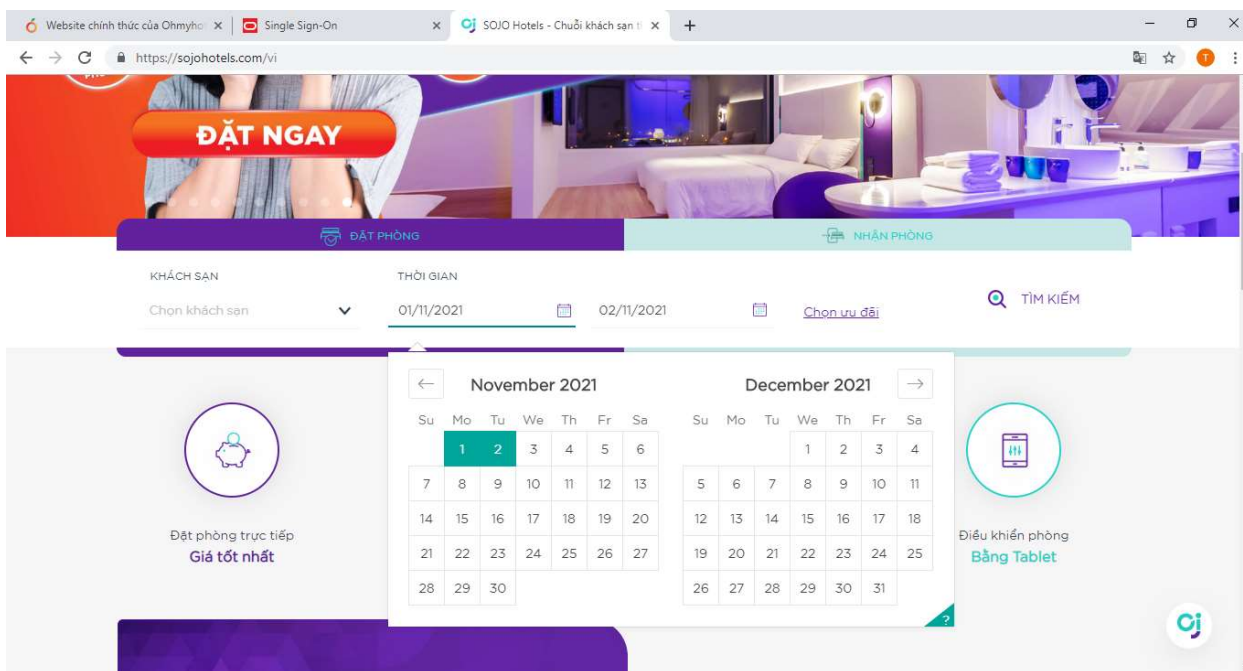 Website chính thức của Ohmyho
Single Sign-On
SOJO Hotels - Chuỗi khách sạn t
https://sojohotels.com/vi
T
ĐẶT NGAY
ĐẶT PHÒNG
NHẬN PHÒNG
KHÁCH SẠN
THỜI GIAN
Chọn khách sạn
01/11/2021
02/11/2021
Chọn ưu đãi
TÌM KIẾM
November 2021
December 2021
Su Mo Tu We Th Fr Sa
Su Mo Tu We Th Fr Sa
1 2 3 4 5 6
1 2 3 4
7 8 9 10 11 12 13
5 6 7 8 9 10 11
14 15 16 17 18 19 20
12 13 14 15 16 17 18
21 22 23 24 25 26 27
19 20 21 22 23 24 25
28 29 30
26 27 28 29 30 31
?
Đặt phòng trực tiếp
Giá tốt nhất
Điều khiển phòng
Bằng Tablet
Oj